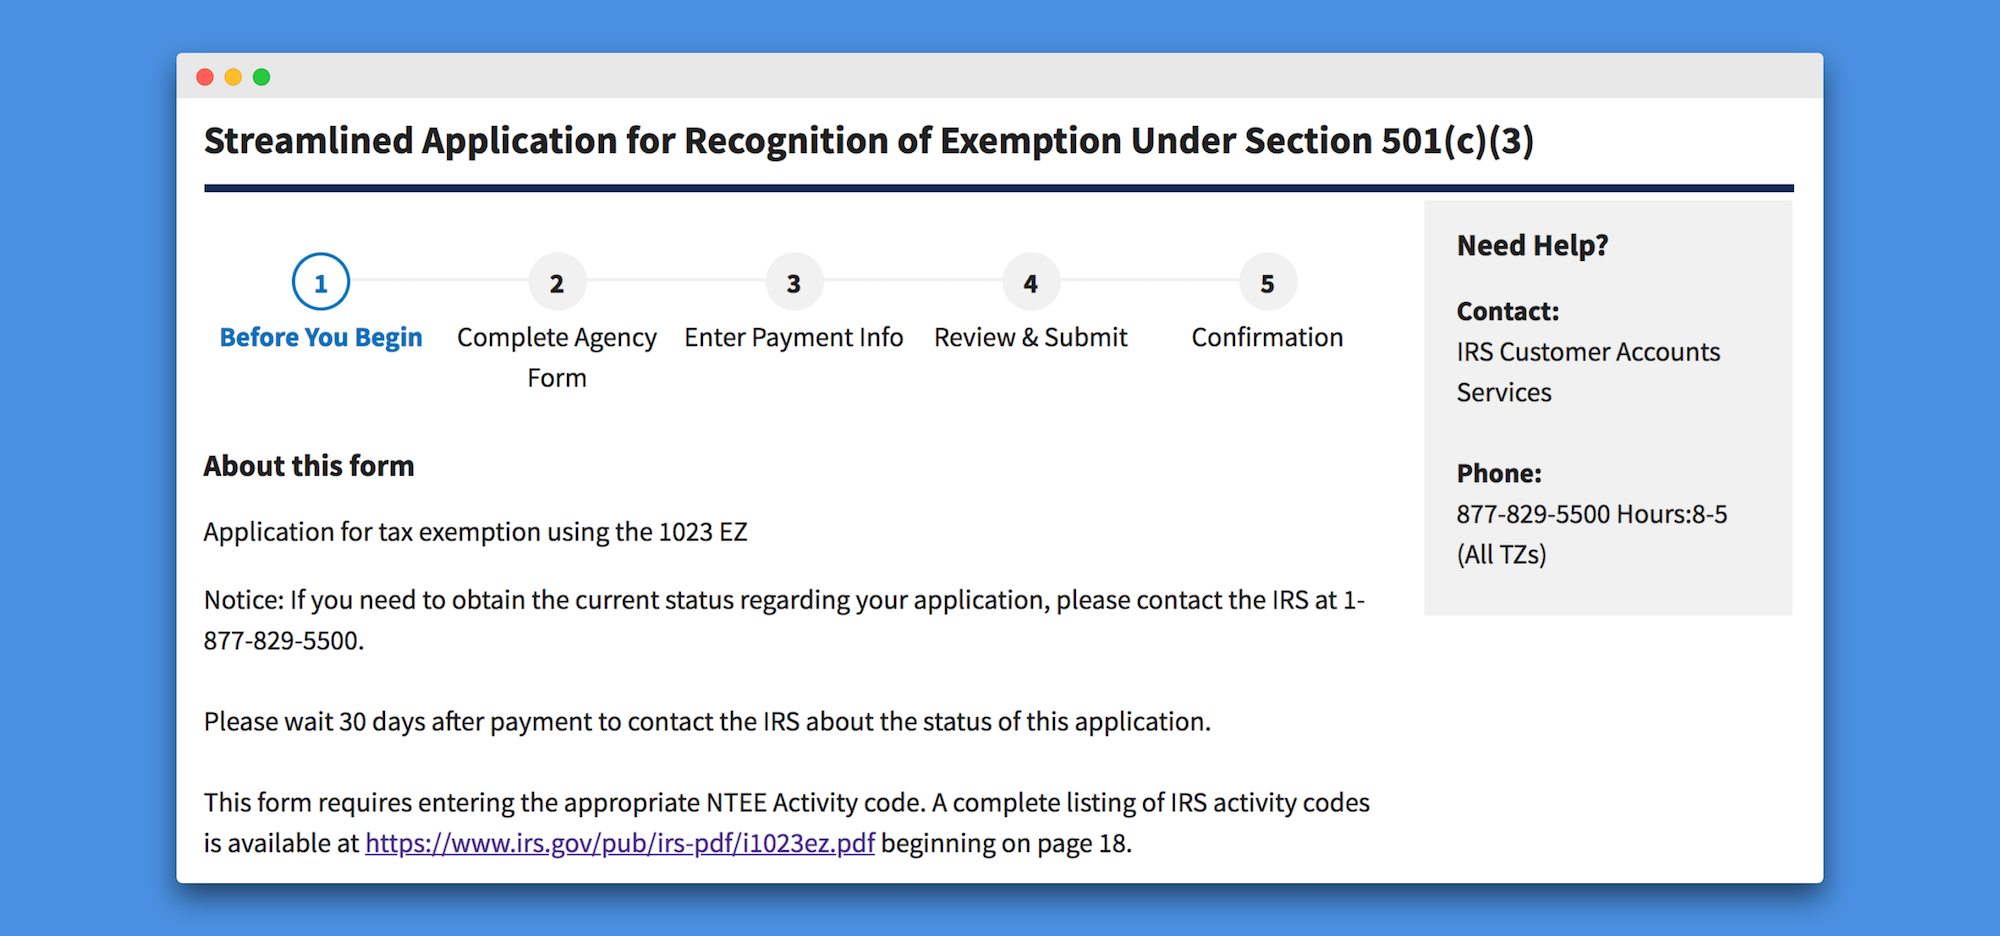 Streamlined Application for Recognition of Exemption Under Section 501(c)(3)
1
Before You Begin
2
Complete Agency
Form
3
Enter Payment Info
4
Review & Submit
5
Confirmation
About this form
Application for tax exemption using the 1023 EZ
Notice: If you need to obtain the current status regarding your application, please contact the IRS at 1-
877-829-5500.
Please wait 30 days after payment to contact the IRS about the status of this application.
This form requires entering the appropriate NTEE Activity code. A complete listing of IRS activity codes
is available at https://www.irs.gov/pub/irs-pdf/i1023ez.pdf beginning on page 18.
Need Help?
Contact:
IRS Customer Accounts
Services
Phone:
877-829-5500 Hours:8-5
(All TZs)